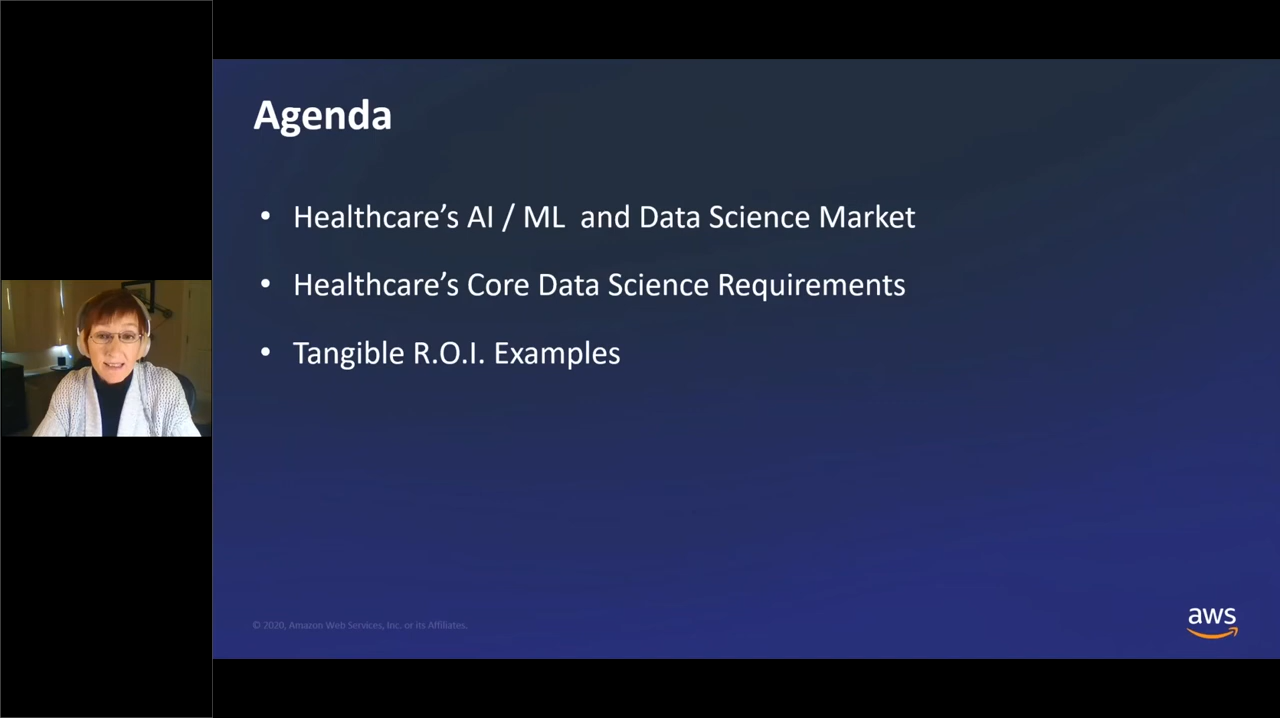 Agenda
• Healthcare’s AI / ML  and Data Science Market
• Healthcare’s Core Data Science Requirements
• Tangible R.O.I. Examples
© 2020, Amazon Web Services, Inc. or its Affiliates.
aws